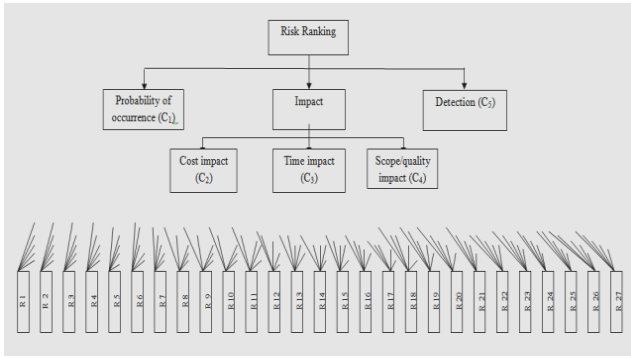 Risk Ranking
Probability of
occurrence (C₁)
Impact
Detection (C₅)
Cost impact
(C₂)
Time impact
(C₃)
Scope/quality
impact (C₄)
R 1
R 2
R 3
R 4
R 5
R 6
R 7
R 8
R 9
R 10
R 11
R 12
R 13
R 14
R 15
R 16
R 17
R 18
R 19
R 20
R 21
R 22
R 23
R 24
R 25
R 26
R 27